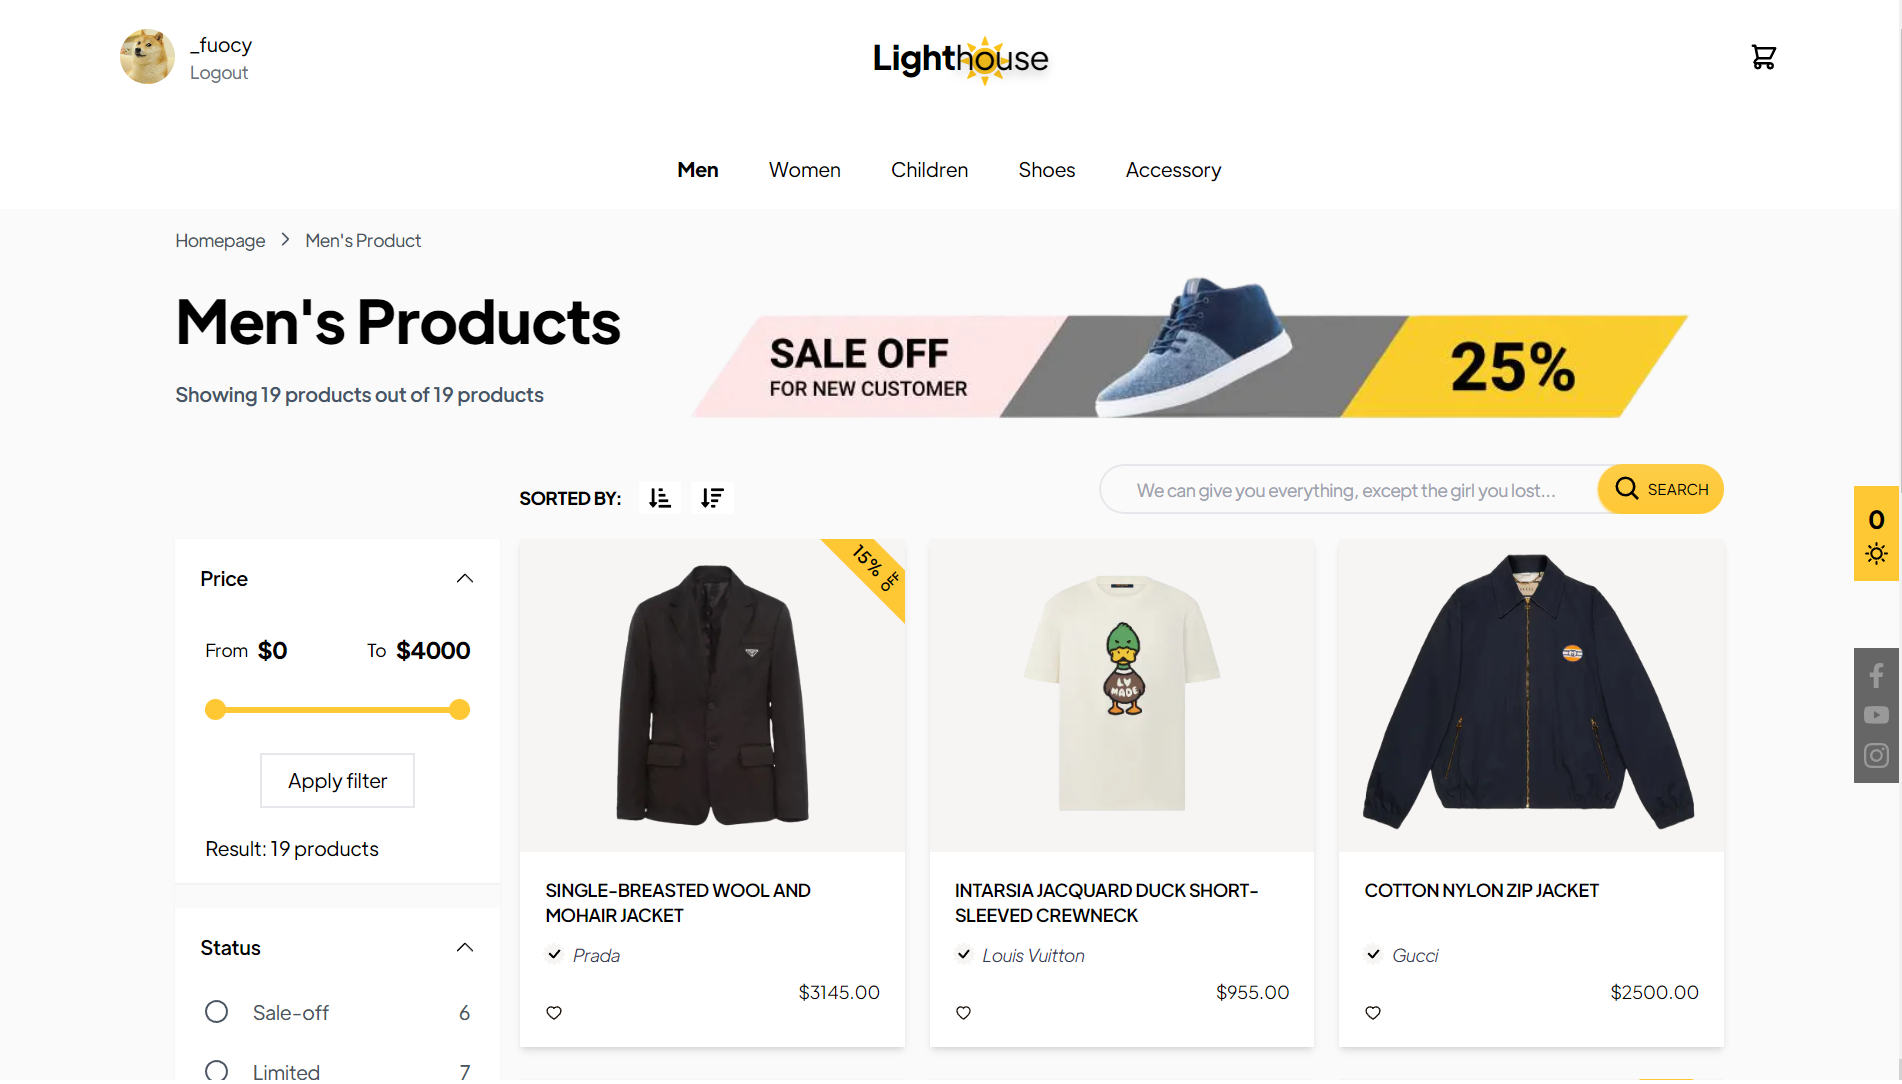 _fuocy
Logout
Lighthouse
Men Women Children Shoes Accessory
Homepage Men's Product
Men's Products
Showing 19 products out of 19 products
SALE OFF
FOR NEW CUSTOMER
25%
SORTED BY:
We can give you everything, except the girl you lost...
SEARCH
0
Price
From $0 To $4000
Apply filter
Result: 19 products
Status
Sale-off 6
Limited 7
15% OFF
SINGLE-BREASTED WOOL AND
MOHAIR JACKET
Prada
$3145.00
LV
MADE
INTARSIA JACQUARD DUCK SHORT-
SLEEVED CREWNECK
Louis Vuitton
$955.00
COTTON NYLON ZIP JACKET
Gucci
$2500.00